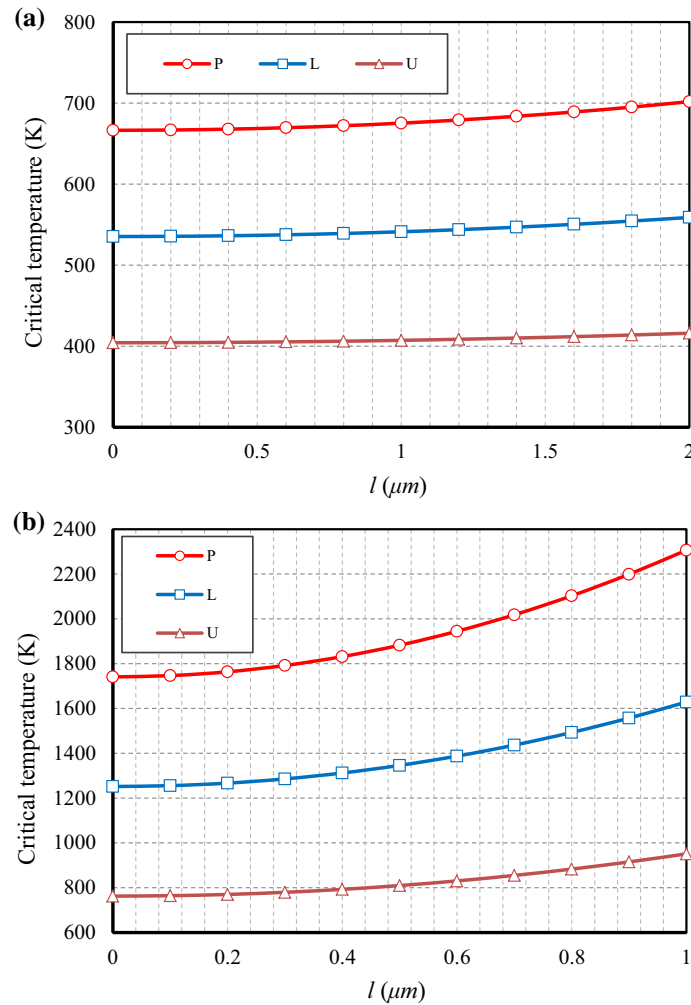 (a)
800
700
600
500
400
300
Critical temperature (K)
P L U
0 0.5 1 1.5 2
l (μm)
(b)
2400
2200
2000
1800
1600
1400
1200
1000
800
600
Critical temperature (K)
P
L
U
0 0.2 0.4 0.6 0.8 1
l (μm)